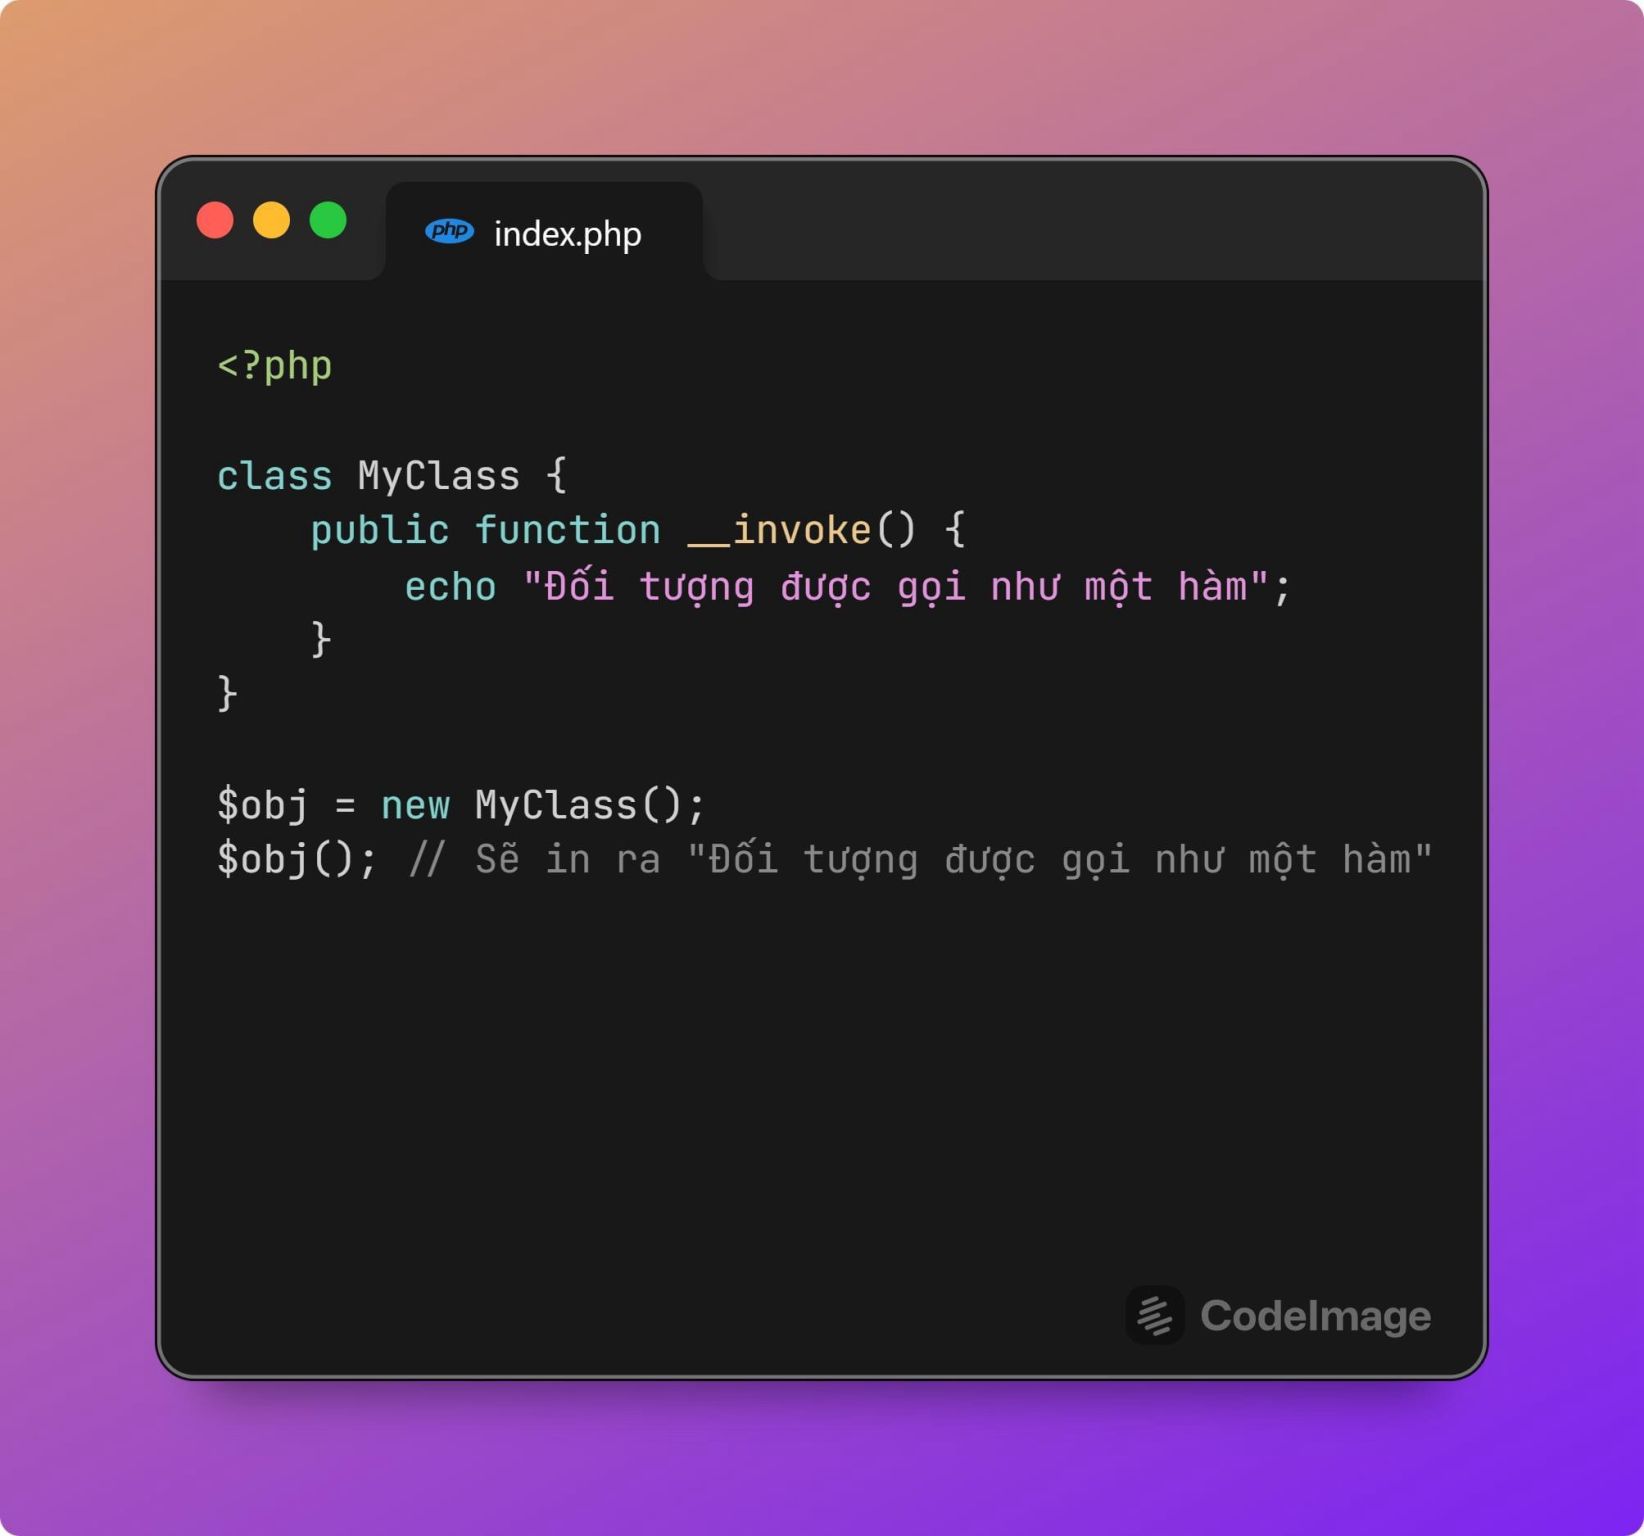 php index.php
<?php
class MyClass {
    public function __invoke() {
        echo "Đối tượng được gọi như một hàm";
    }
}
$obj = new MyClass();
$obj(); // Sẽ in ra "Đối tượng được gọi như một hàm"
CodeImage